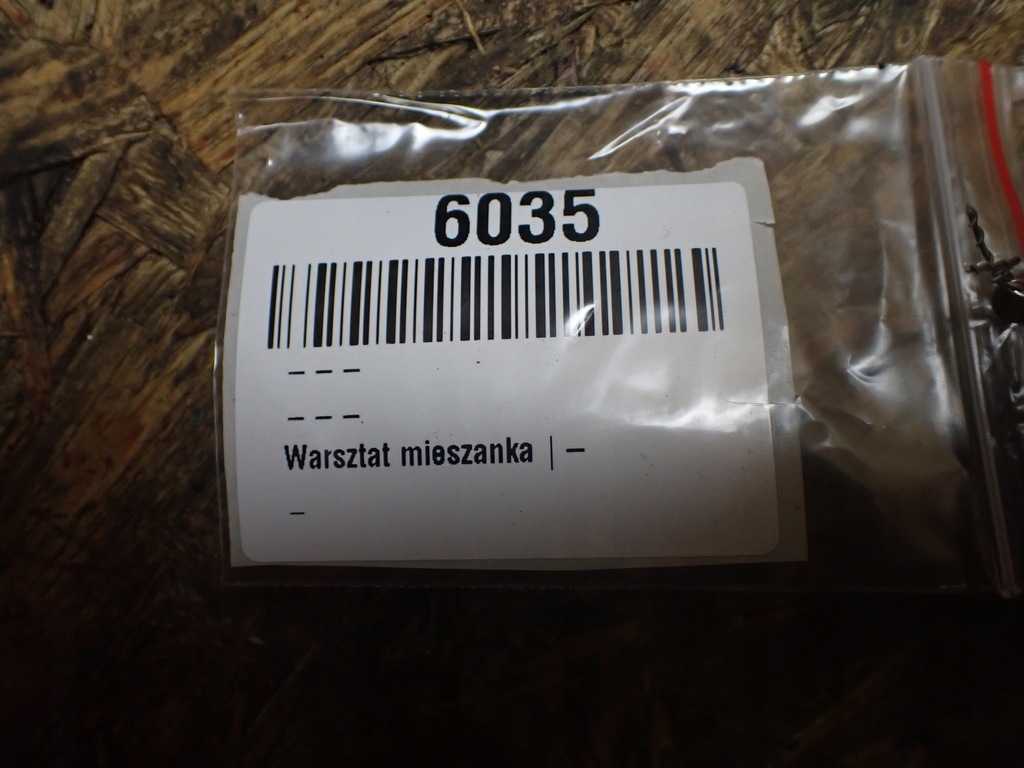 6035
– – –
– – –
Warsztat mieszanka | –
–